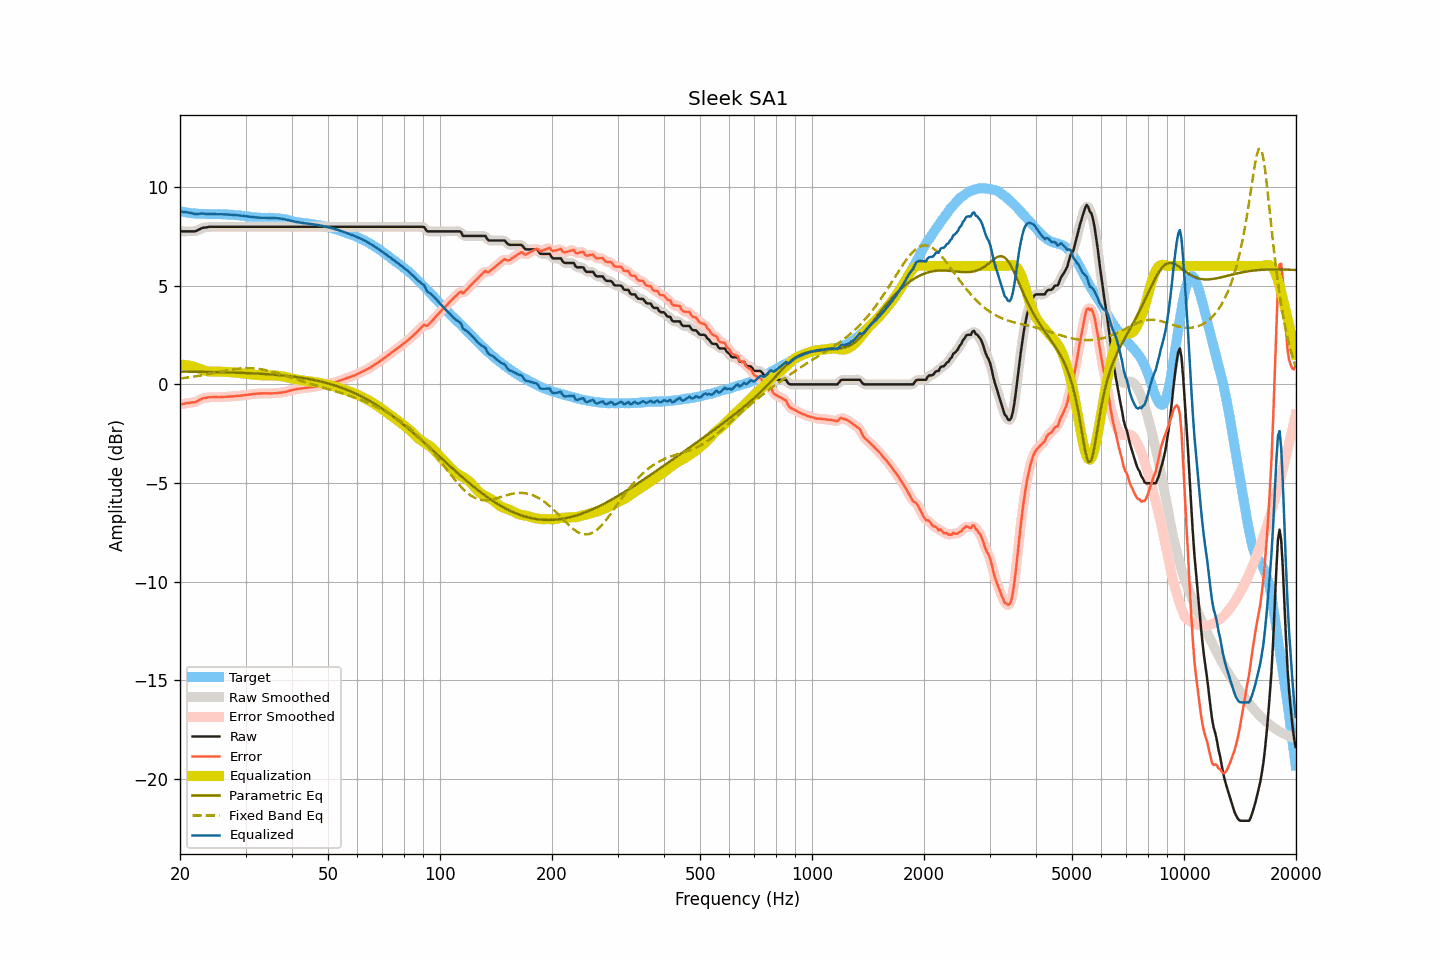 Sleek SA1
10
5
0
−5
−10
−15
−20
Amplitude (dBr)
Target
Raw Smoothed
Error Smoothed
Raw
Error
Equalization
Parametric Eq
Fixed Band Eq
Equalized
20 50 100 200 500 1000 2000 5000 10000 20000
Frequency (Hz)